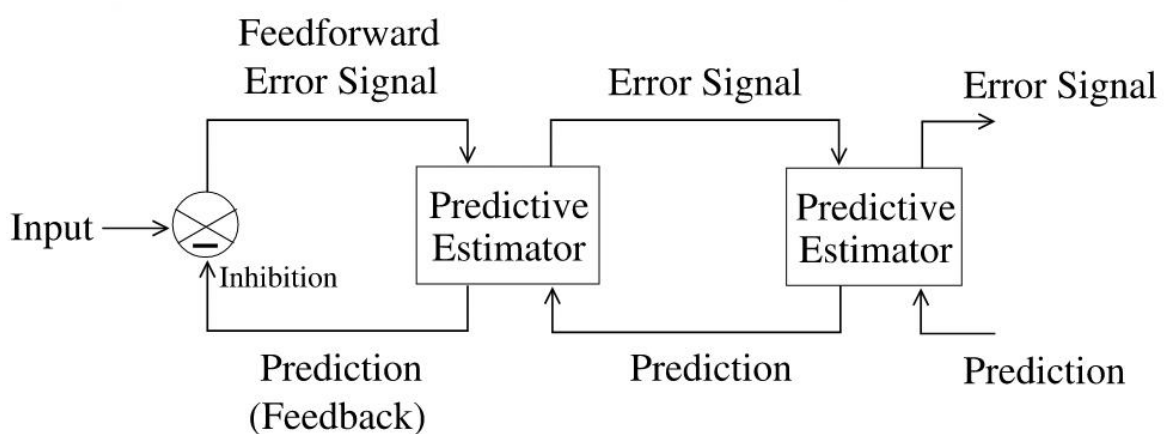 Feedforward
Error Signal
Error Signal
Error Signal
Input
Predictive
Estimator
Predictive
Estimator
Inhibition
Prediction
(Feedback)
Prediction
Prediction